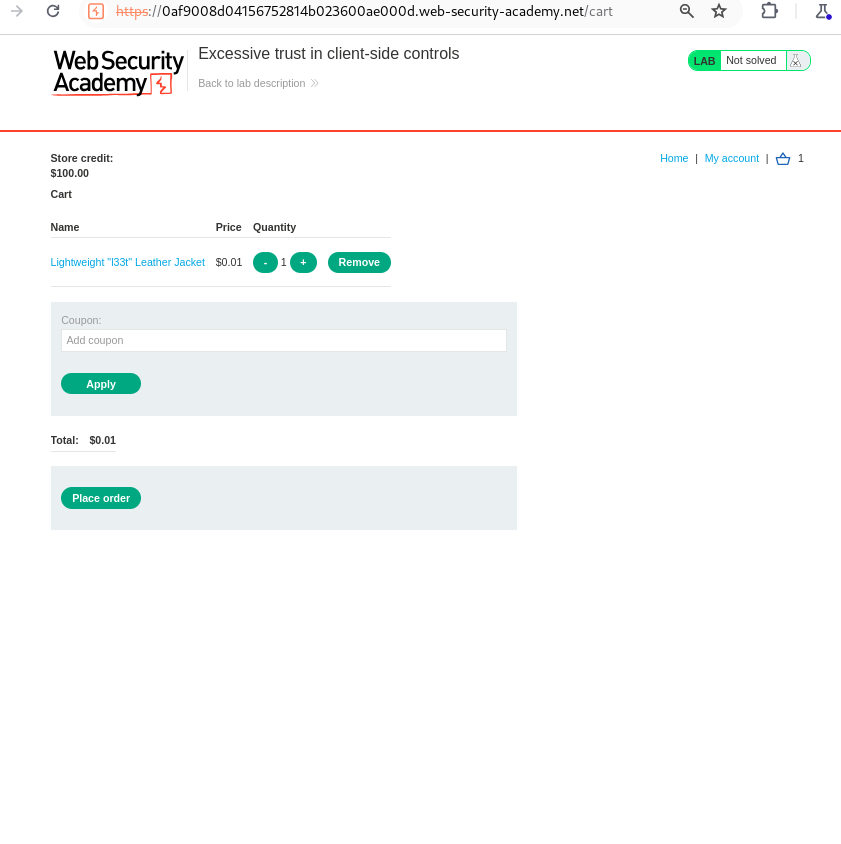 https://0af9008d04156752814b023600ae000d.web-security-academy.net/cart
Web Security
Academy
Excessive trust in client-side controls
Back to lab description
LAB Not solved
Store credit:
$100.00
Home | My account | 1
Cart
Name Price Quantity
Lightweight "l33t" Leather Jacket $0.01 - 1 + Remove
Coupon:
Add coupon
Apply
Total: $0.01
Place order